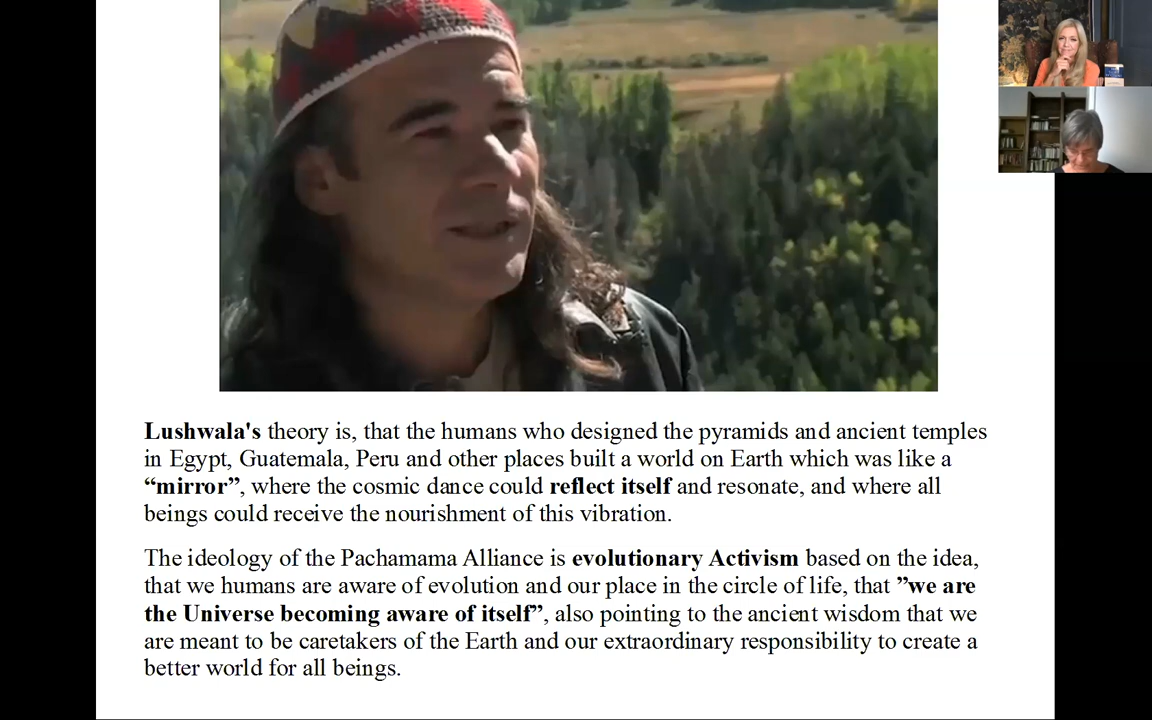 Lushwala's theory is, that the humans who designed the pyramids and ancient temples
in Egypt, Guatemala, Peru and other places built a world on Earth which was like a
“mirror”, where the cosmic dance could reflect itself and resonate, and where all
beings could receive the nourishment of this vibration.
The ideology of the Pachamama Alliance is evolutionary Activism based on the idea,
that we humans are aware of evolution and our place in the circle of life, that ”we are
the Universe becoming aware of itself”, also pointing to the ancient wisdom that we
are meant to be caretakers of the Earth and our extraordinary responsibility to create a
better world for all beings.